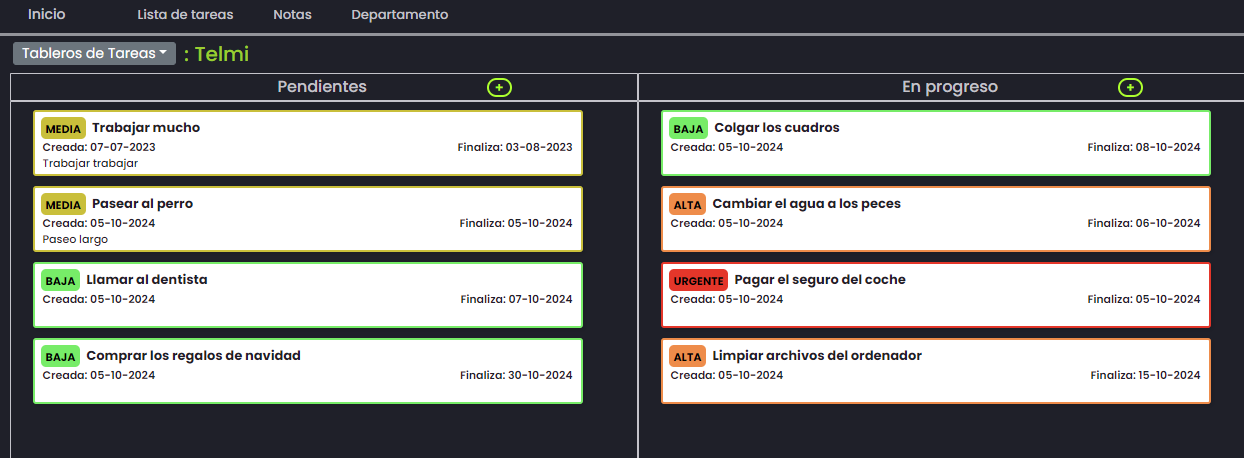 Inicio Lista de tareas Notas Departamento
Tableros de Tareas : Telmi
Pendientes +
MEDIA Trabajar mucho
Creada: 07-07-2023 Finaliza: 03-08-2023
Trabajar trabajar
MEDIA Pasear al perro
Creada: 05-10-2024 Finaliza: 05-10-2024
Paseo largo
BAJA Llamar al dentista
Creada: 05-10-2024 Finaliza: 07-10-2024
BAJA Comprar los regalos de navidad
Creada: 05-10-2024 Finaliza: 30-10-2024
En progreso +
BAJA Colgar los cuadros
Creada: 05-10-2024 Finaliza: 08-10-2024
ALTA Cambiar el agua a los peces
Creada: 05-10-2024 Finaliza: 06-10-2024
URGENTE Pagar el seguro del coche
Creada: 05-10-2024 Finaliza: 05-10-2024
ALTA Limpiar archivos del ordenador
Creada: 05-10-2024 Finaliza: 15-10-2024